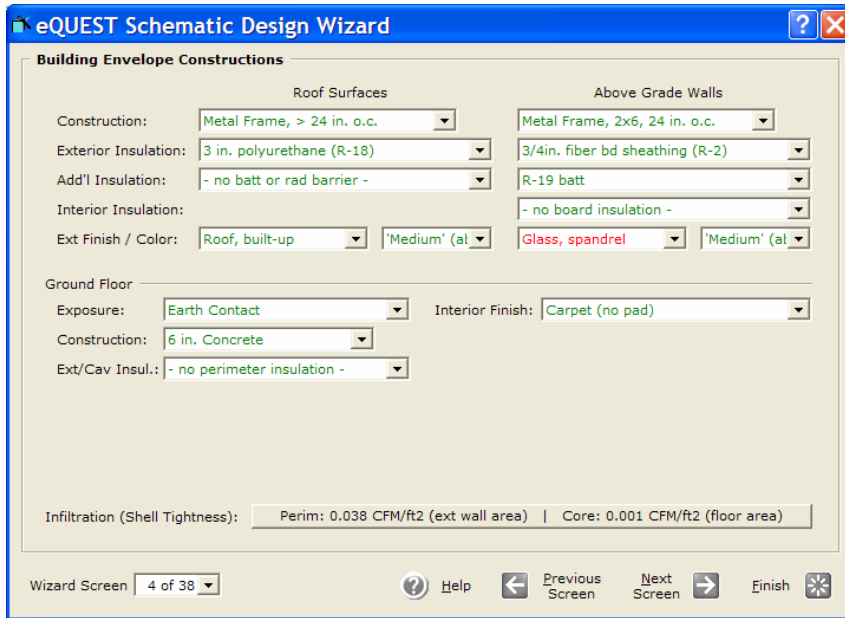 eQUEST Schematic Design Wizard
Building Envelope Constructions
Roof Surfaces Above Grade Walls
Construction: Metal Frame, > 24 in. o.c. Metal Frame, 2x6, 24 in. o.c.
Exterior Insulation: 3 in. polyurethane (R-18) 3/4in. fiber bd sheathing (R-2)
Add'l Insulation: - no batt or rad barrier - R-19 batt
Interior Insulation: - no board insulation -
Ext Finish / Color: Roof, built-up 'Medium' (ab Glass, spandrel 'Medium' (ab
Ground Floor
Exposure: Earth Contact Interior Finish: Carpet (no pad)
Construction: 6 in. Concrete
Ext/Cav Insul.: - no perimeter insulation -
Infiltration (Shell Tightness): Perim: 0.038 CFM/ft2 (ext wall area) | Core: 0.001 CFM/ft2 (floor area)
Wizard Screen 4 of 38 ? Help Previous Screen Next Screen Finish